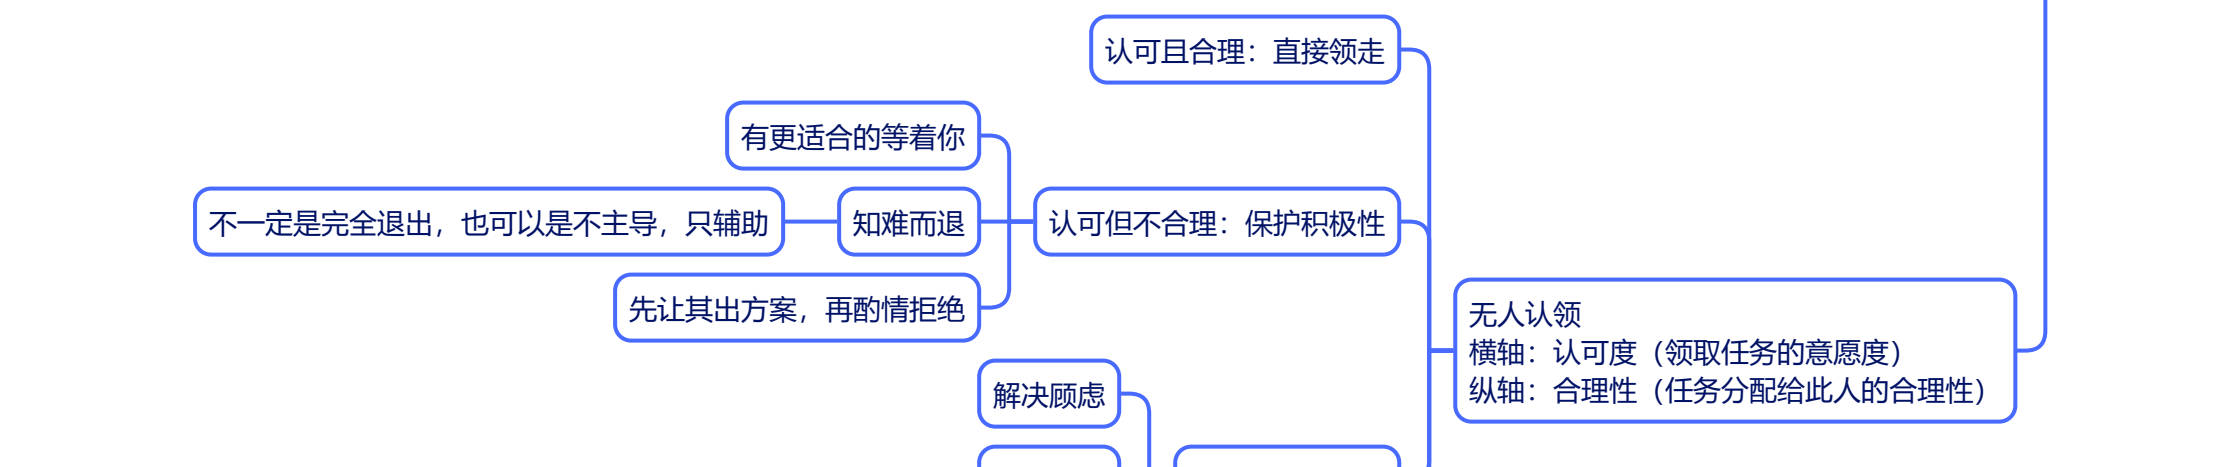 认可且合理：直接领走
有更适合的等着你
不一定是完全退出，也可以是不主导，只辅助
知难而退
认可但不合理：保护积极性
先让其出方案，再酌情拒绝
无人认领
横轴：认可度（领取任务的意愿度）
纵轴：合理性（任务分配给此人的合理性）
解决顾虑